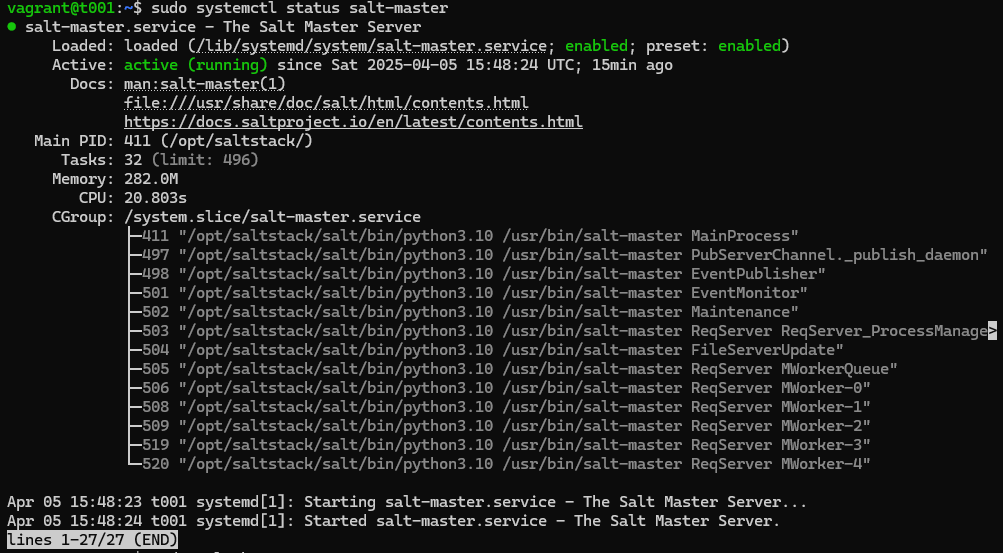 vagrant@t001:~$ sudo systemctl status salt-master
● salt-master.service - The Salt Master Server
Loaded: loaded (/lib/systemd/system/salt-master.service; enabled; preset: enabled)
Active: active (running) since Sat 2025-04-05 15:48:24 UTC; 15min ago
Docs: man:salt-master(1)
file:///usr/share/doc/salt/html/contents.html
https://docs.saltproject.io/en/latest/contents.html
Main PID: 411 (/opt/saltstack/)
Tasks: 32 (limit: 496)
Memory: 282.0M
CPU: 20.803s
CGroup: /system.slice/salt-master.service
├─411 "/opt/saltstack/salt/bin/python3.10 /usr/bin/salt-master MainProcess"
├─497 "/opt/saltstack/salt/bin/python3.10 /usr/bin/salt-master PubServerChannel._publish_daemon"
├─498 "/opt/saltstack/salt/bin/python3.10 /usr/bin/salt-master EventPublisher"
├─501 "/opt/saltstack/salt/bin/python3.10 /usr/bin/salt-master EventMonitor"
├─502 "/opt/saltstack/salt/bin/python3.10 /usr/bin/salt-master Maintenance"
├─503 "/opt/saltstack/salt/bin/python3.10 /usr/bin/salt-master ReqServer ReqServer_ProcessManage>
├─504 "/opt/saltstack/salt/bin/python3.10 /usr/bin/salt-master FileServerUpdate"
├─505 "/opt/saltstack/salt/bin/python3.10 /usr/bin/salt-master ReqServer MWorkerQueue"
├─506 "/opt/saltstack/salt/bin/python3.10 /usr/bin/salt-master ReqServer MWorker-0"
├─508 "/opt/saltstack/salt/bin/python3.10 /usr/bin/salt-master ReqServer MWorker-1"
├─509 "/opt/saltstack/salt/bin/python3.10 /usr/bin/salt-master ReqServer MWorker-2"
├─519 "/opt/saltstack/salt/bin/python3.10 /usr/bin/salt-master ReqServer MWorker-3"
└─520 "/opt/saltstack/salt/bin/python3.10 /usr/bin/salt-master ReqServer MWorker-4"
Apr 05 15:48:23 t001 systemd[1]: Starting salt-master.service - The Salt Master Server...
Apr 05 15:48:24 t001 systemd[1]: Started salt-master.service - The Salt Master Server.
lines 1-27/27 (END)